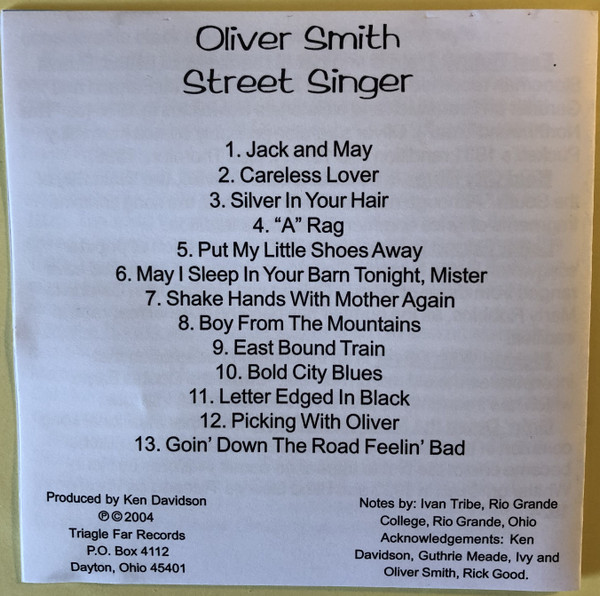 Oliver Smith
Street Singer
1. Jack and May
2. Careless Lover
3. Silver In Your Hair
4. “A” Rag
5. Put My Little Shoes Away
6. May I Sleep In Your Barn Tonight, Mister
7. Shake Hands With Mother Again
8. Boy From The Mountains
9. East Bound Train
10. Bold City Blues
11. Letter Edged In Black
12. Picking With Oliver
13. Goin’ Down The Road Feelin’ Bad
Produced by Ken Davidson
℗©2004
Triagle Far Records
P.O. Box 4112
Dayton, Ohio 45401
Notes by: Ivan Tribe, Rio Grande
College, Rio Grande, Ohio
Acknowledgements: Ken
Davidson, Guthrie Meade, Ivy and
Oliver Smith, Rick Good.